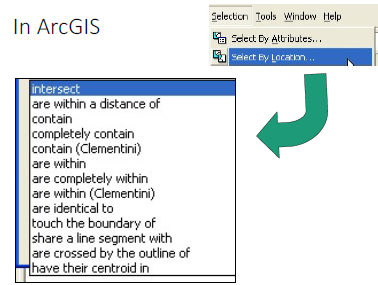 In ArcGIS
Selection Tools Window Help
Select By Attributes...
Select By Location...
intersect
are within a distance of
contain
completely contain
contain (Clementini)
are within
are completely within
are within (Clementini)
are identical to
touch the boundary of
share a line segment with
are crossed by the outline of
have their centroid in